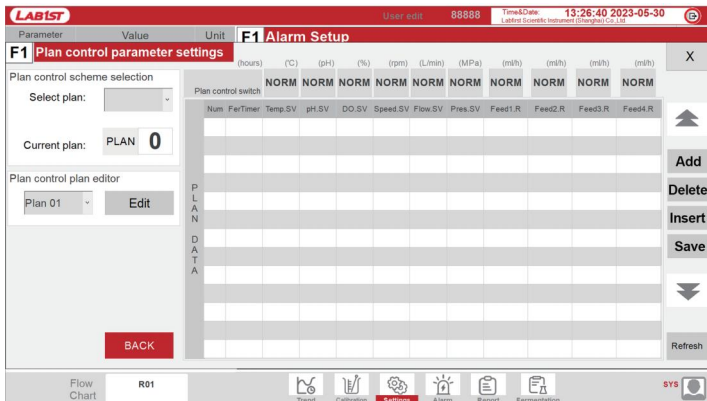 LAB1ST
User edit
88888
Time&Date: 13:26:40 2023-05-30
Labfirst Scientific Instrument (Shanghai) Co.,Ltd
Parameter Value Unit F1 Alarm Setup
F1 Plan control parameter settings
X
(hours) (℃) (pH) (%) (rpm) (L/min) (MPa) (ml/h) (ml/h) (ml/h) (ml/h)
Plan control scheme selection
Plan control switch NORM NORM NORM NORM NORM NORM NORM NORM NORM NORM
Select plan:
Num FerTimer Temp.SV pH.SV DO.SV Speed.SV Flow.SV Pres.SV Feed1.R Feed2.R Feed3.R Feed4.R
Current plan: PLAN 0
Plan control plan editor
Plan 01 Edit
PLAN DATA
Add
Delete
Insert
Save
BACK
Refresh
Flow Chart
R01
Trend Calibration Settings Alarm Report Fermentation
SYS